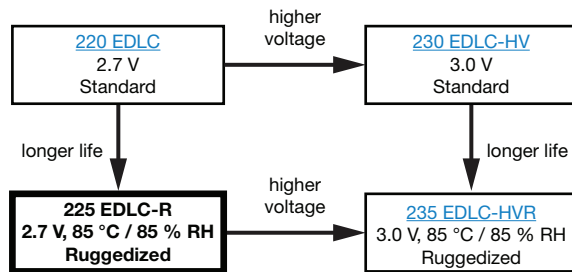 220 EDLC
2.7 V
Standard
higher
voltage
230 EDLC-HV
3.0 V
Standard
longer life
longer life
225 EDLC-R
2.7 V, 85 °C / 85 % RH
Ruggedized
higher
voltage
235 EDLC-HVR
3.0 V, 85 °C / 85 % RH
Ruggedized